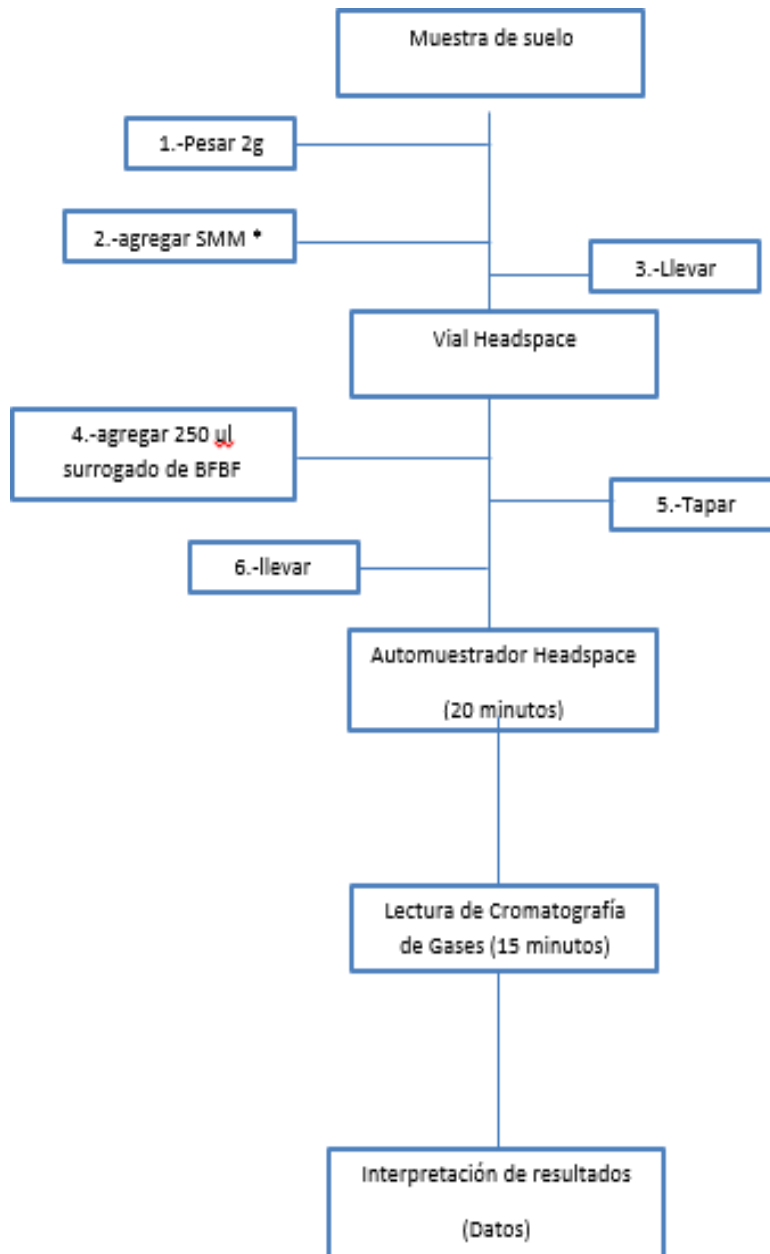 Muestra de suelo
1.-Pesar 2g
2.-agregar SMM *
3.-Llevar
Vial Headspace
4.-agregar 250 µl
surrogado de BFBF
5.-Tapar
6.-llevar
Automuestrador Headspace
(20 minutos)
Lectura de Cromatografía
de Gases (15 minutos)
Interpretación de resultados
(Datos)